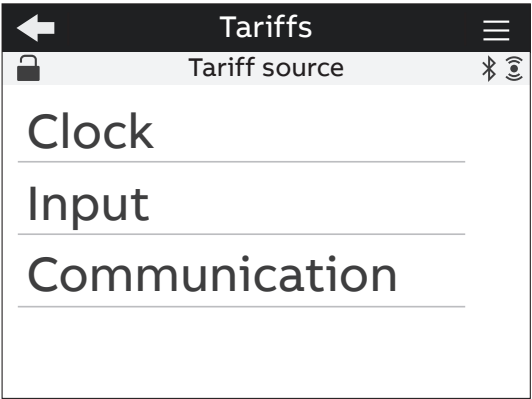 Tariffs
Tariff source
Clock
Input
Communication